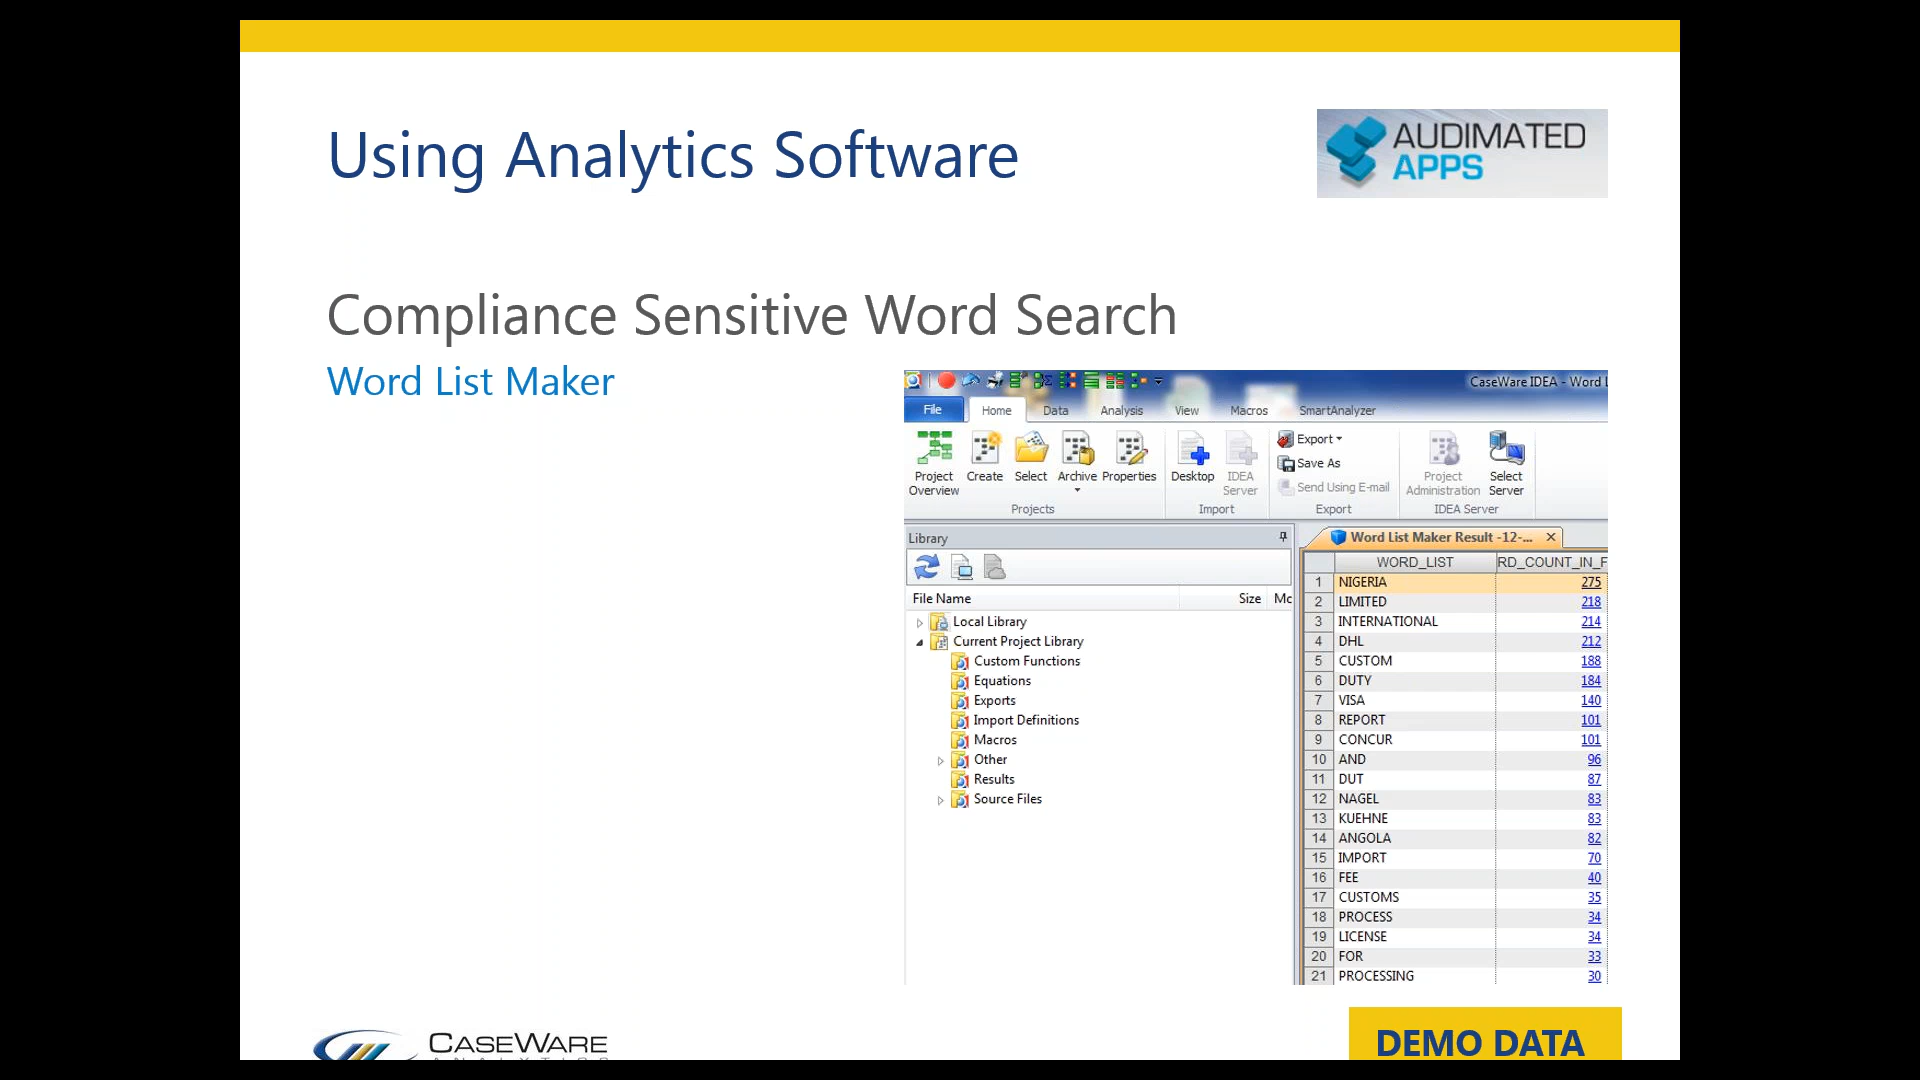 Using Analytics Software
AUDIMATED
APPS
Compliance Sensitive Word Search
Word List Maker
CaseWare IDEA - Word
File Home Data Analysis View Macros SmartAnalyzer
Project Overview
Create
Select
Archive
Properties
Projects
Desktop
IDEA Server
Import
Export
Save As
Send Using E-mail
Export
Project Administration
Select Server
IDEA Server
Library
File Name Size
Local Library
Current Project Library
Custom Functions
Equations
Exports
Import Definitions
Macros
Other
Results
Source Files
Word List Maker Result -12-...
WORD_LIST RD_COUNT_IN_F
1 NIGERIA 275
2 LIMITED 218
3 INTERNATIONAL 214
4 DHL 212
5 CUSTOM 188
6 DUTY 184
7 VISA 140
8 REPORT 101
9 CONCUR 101
10 AND 96
11 DUT 87
12 NAGEL 83
13 KUEHNE 83
14 ANGOLA 82
15 IMPORT 70
16 FEE 40
17 CUSTOMS 35
18 PROCESS 34
19 LICENSE 34
20 FOR 33
21 PROCESSING 30
CASEWARE
DEMO DATA